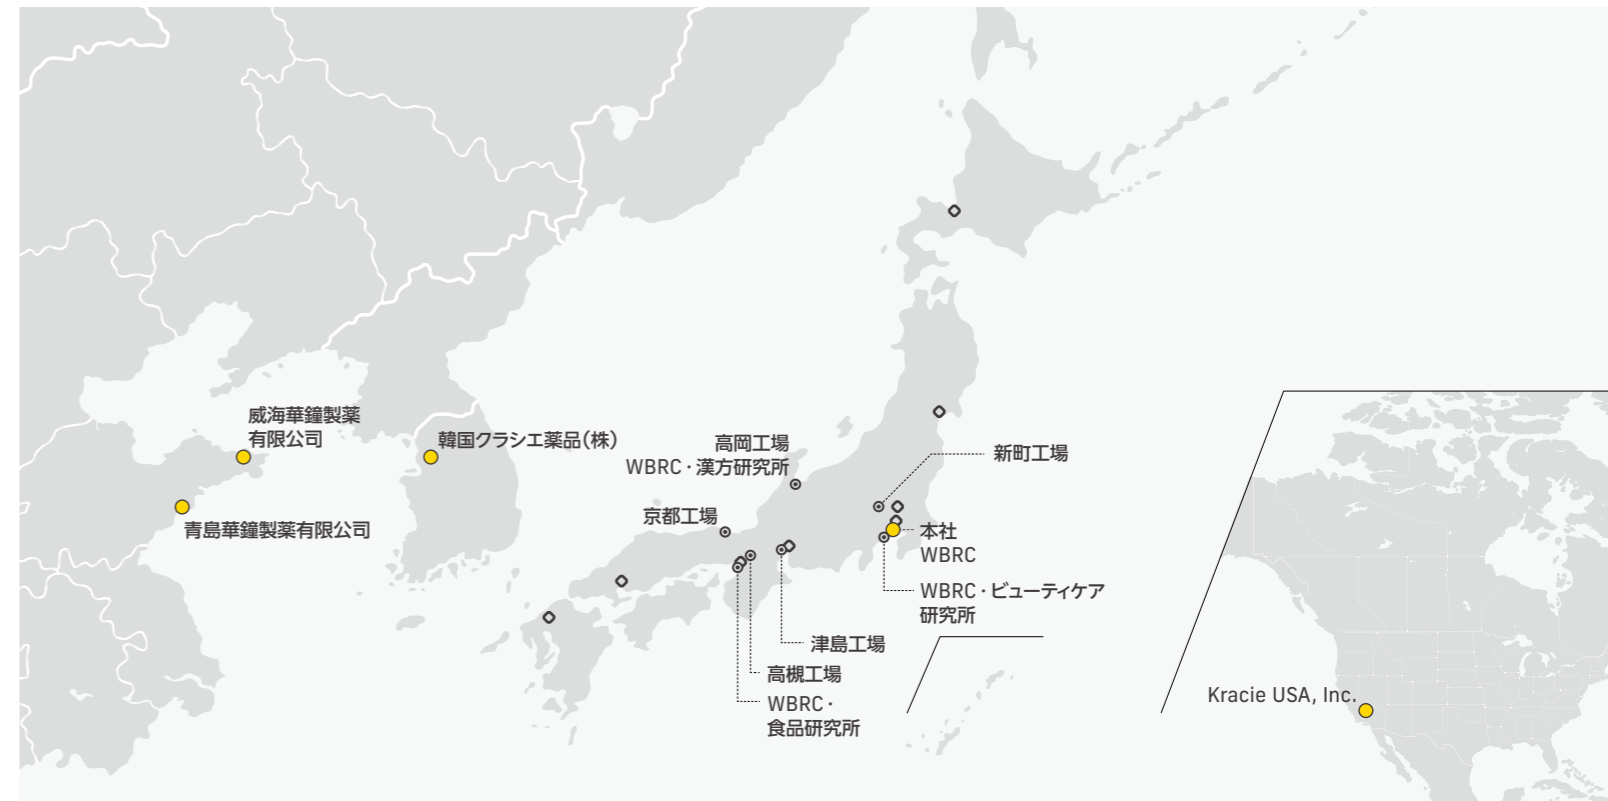 威海華鐘製薬
有限公司
韓国クラシエ薬品(株)
青島華鐘製薬有限公司
高岡工場
WBRC・漢方研究所
京都工場
新町工場
本社
WBRC
WBRC・ビューティケア
研究所
津島工場
高槻工場
WBRC・
食品研究所
Kracie USA, Inc.